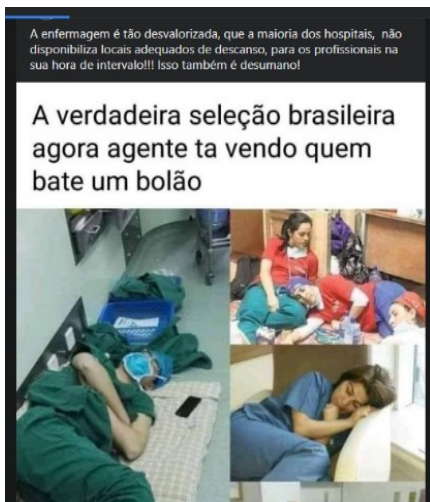 A enfermagem é tão desvalorizada, que a maioria dos hospitais, não
disponibiliza locais adequados de descanso, para os profissionais na
sua hora de intervalo!!! Isso também é desumano!
A verdadeira seleção brasileira
agora agente ta vendo quem
bate um bolão